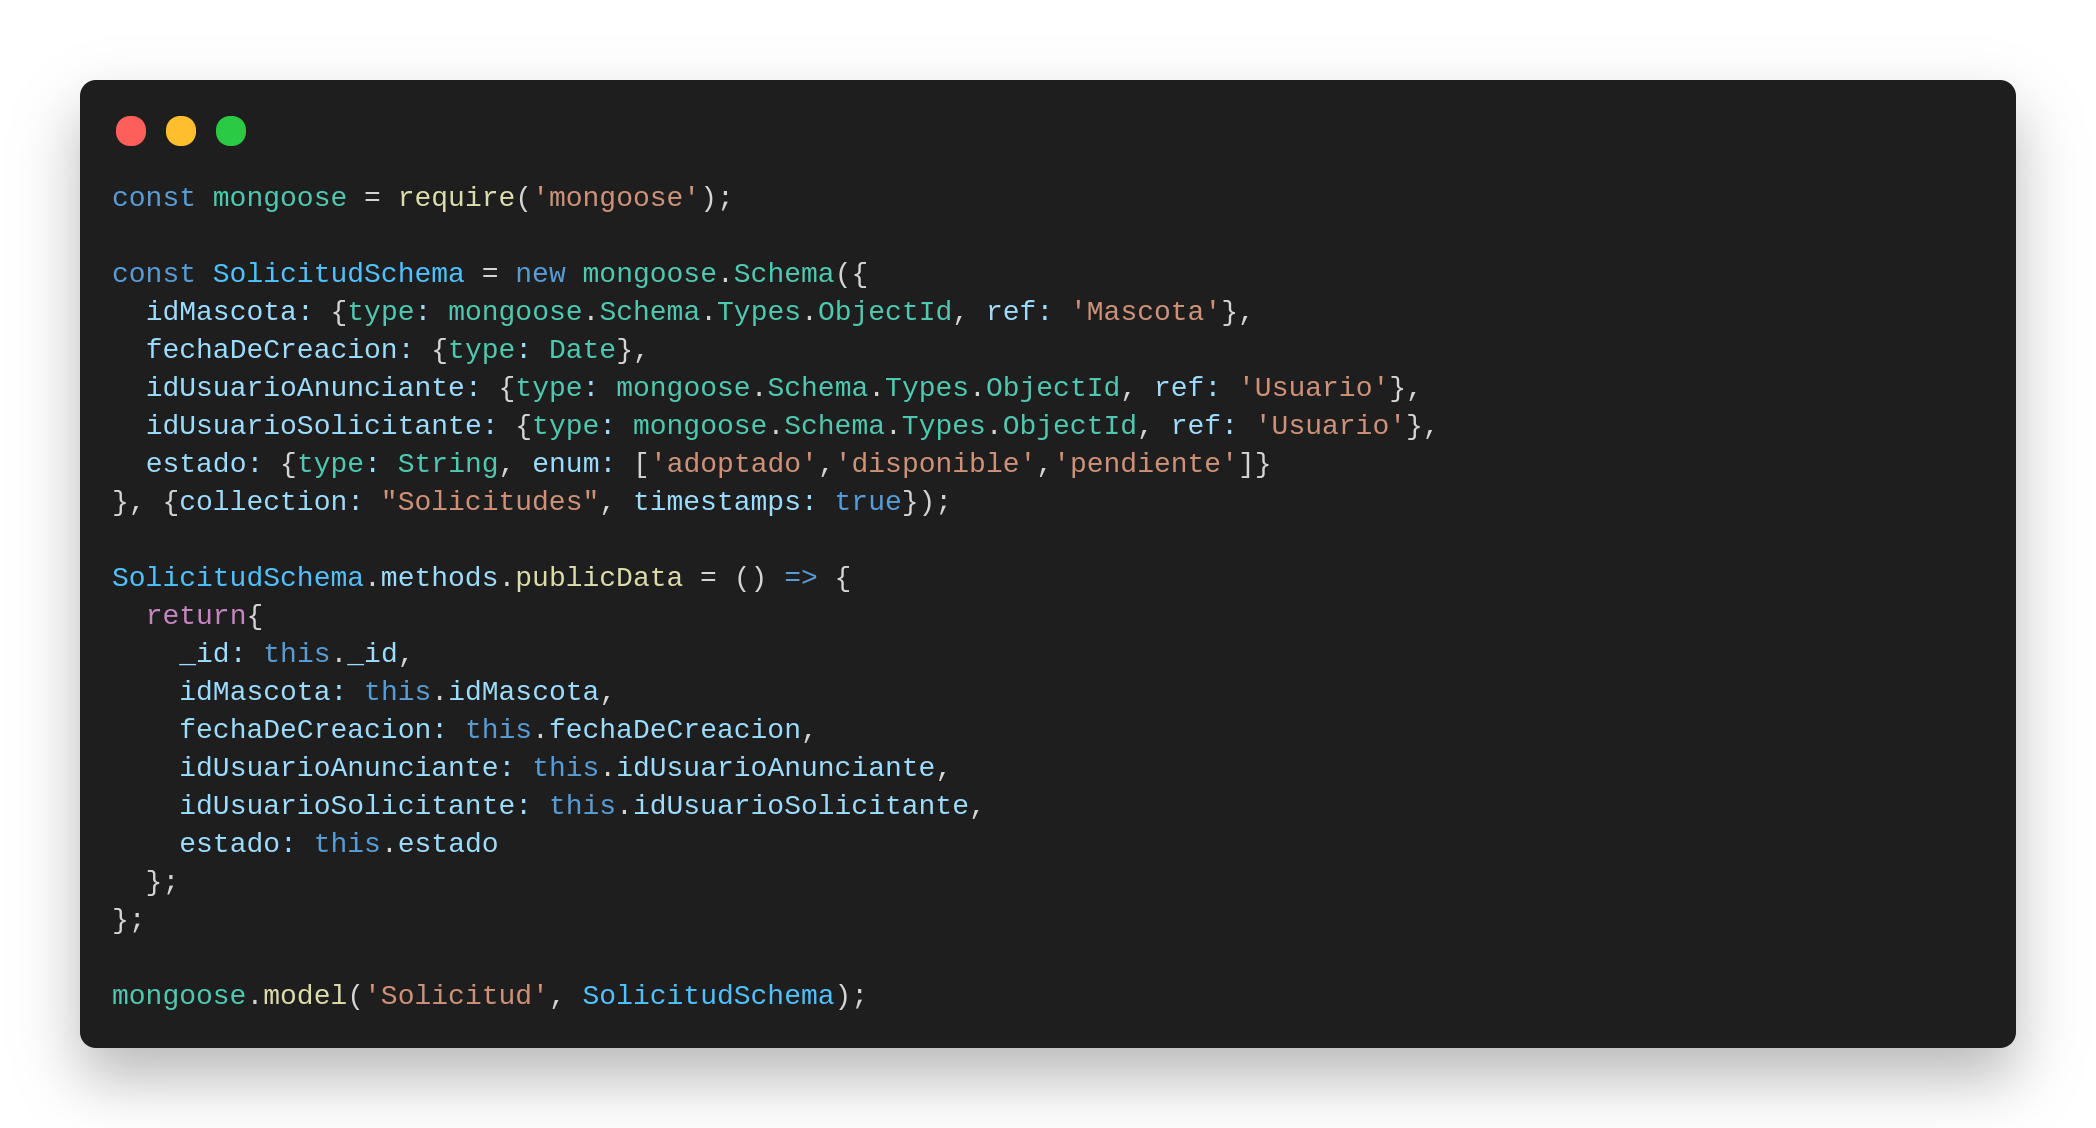 const mongoose = require('mongoose');

const SolicitudSchema = new mongoose.Schema({
  idMascota: {type: mongoose.Schema.Types.ObjectId, ref: 'Mascota'},
  fechaDeCreacion: {type: Date},
  idUsuarioAnunciante: {type: mongoose.Schema.Types.ObjectId, ref: 'Usuario'},
  idUsuarioSolicitante: {type: mongoose.Schema.Types.ObjectId, ref: 'Usuario'},
  estado: {type: String, enum: ['adoptado','disponible','pendiente']}
}, {collection: "Solicitudes", timestamps: true});

SolicitudSchema.methods.publicData = () => {
  return{
    _id: this._id,
    idMascota: this.idMascota,
    fechaDeCreacion: this.fechaDeCreacion,
    idUsuarioAnunciante: this.idUsuarioAnunciante,
    idUsuarioSolicitante: this.idUsuarioSolicitante,
    estado: this.estado
  };
};

mongoose.model('Solicitud', SolicitudSchema);